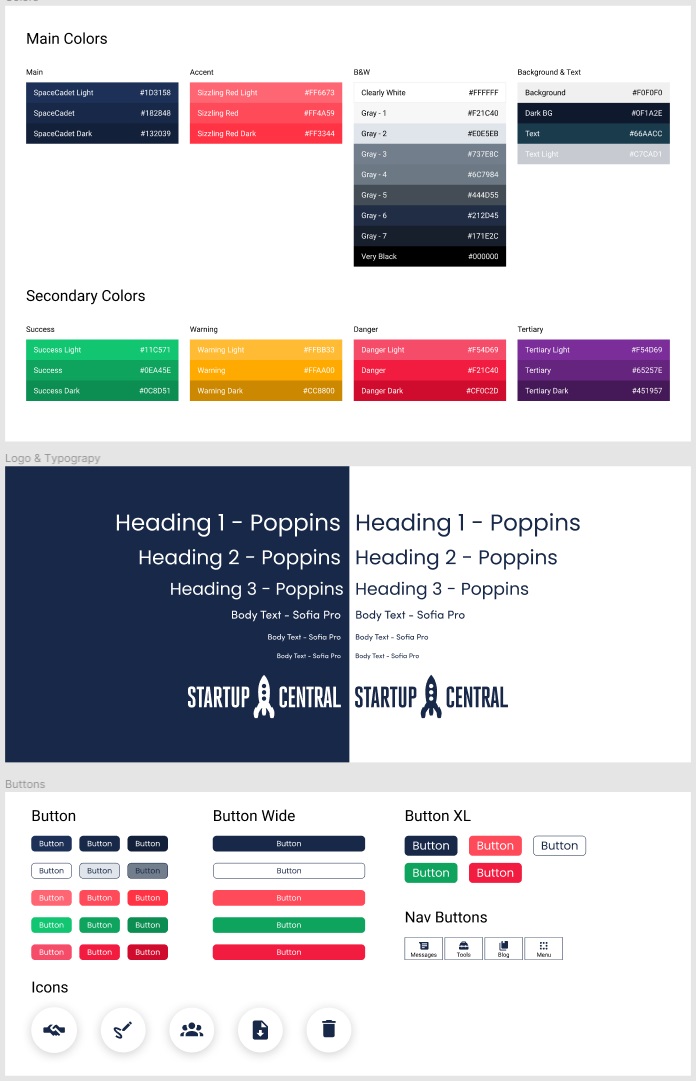 Colors
Main Colors
Main
SpaceCadet Light #1D3158
SpaceCadet #182848
SpaceCadet Dark #132039
Accent
Sizzling Red Light #FF6673
Sizzling Red #FF4A59
Sizzling Red Dark #FF3344
B&W
Clearly White #FFFFFF
Gray - 1 #F21C40
Gray - 2 #E0E5EB
Gray - 3 #737E8C
Gray - 4 #6C7984
Gray - 5 #444D55
Gray - 6 #212D45
Gray - 7 #171E2C
Very Black #000000
Background & Text
Background #F0F0F0
Dark BG #0F1A2E
Text #66AACC
Text Light #C7CAD1
Secondary Colors
Success
Success Light #11C571
Success #0EA45E
Success Dark #0C8D51
Warning
Warning Light #FFBB33
Warning #FFAA00
Warning Dark #CC8800
Danger
Danger Light #F54D69
Danger #F21C40
Danger Dark #CF0C2D
Tertiary
Tertiary Light #F54D69
Tertiary #65257E
Tertiary Dark #451957
Logo & Typograpy
Heading 1 - Poppins
Heading 2 - Poppins
Heading 3 - Poppins
Body Text - Sofia Pro
Body Text - Sofia Pro
Body Text - Sofia Pro
STARTUP CENTRAL
Heading 1 - Poppins
Heading 2 - Poppins
Heading 3 - Poppins
Body Text - Sofia Pro
Body Text - Sofia Pro
Body Text - Sofia Pro
STARTUP CENTRAL
Buttons
Button
Button Button Button
Button Button Button
Button Button Button
Button Button Button
Button Button Button
Button Wide
Button
Button
Button
Button
Button
Button XL
Button Button Button
Button Button
Nav Buttons
Messages Tools Blog Menu
Icons